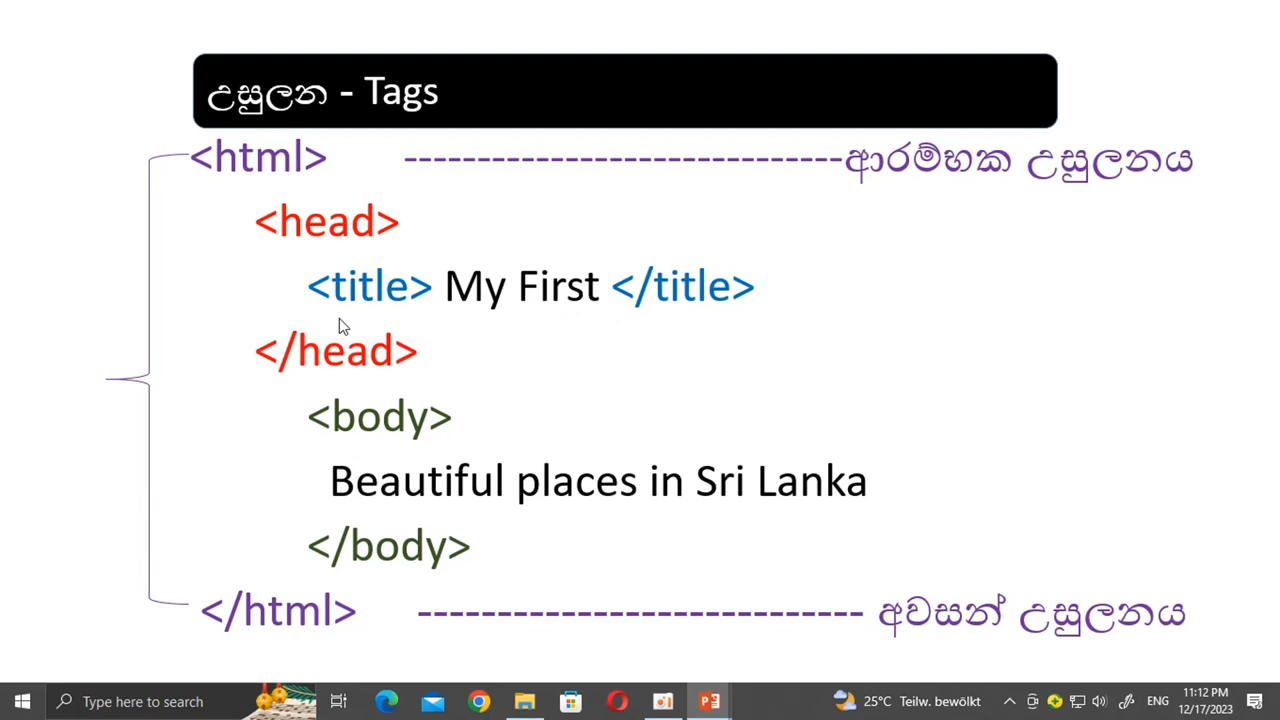 උසුලන - Tags
<html> ------------------------------ආරම්භක උසුලනය
<head>
<title> My First </title>
</head>
<body>
Beautiful places in Sri Lanka
</body>
</html> --------------------------- අවසන් උසුලනය
Type here to search
25°C Teilw. bewölkt
ENG
11:12 PM
12/17/2023